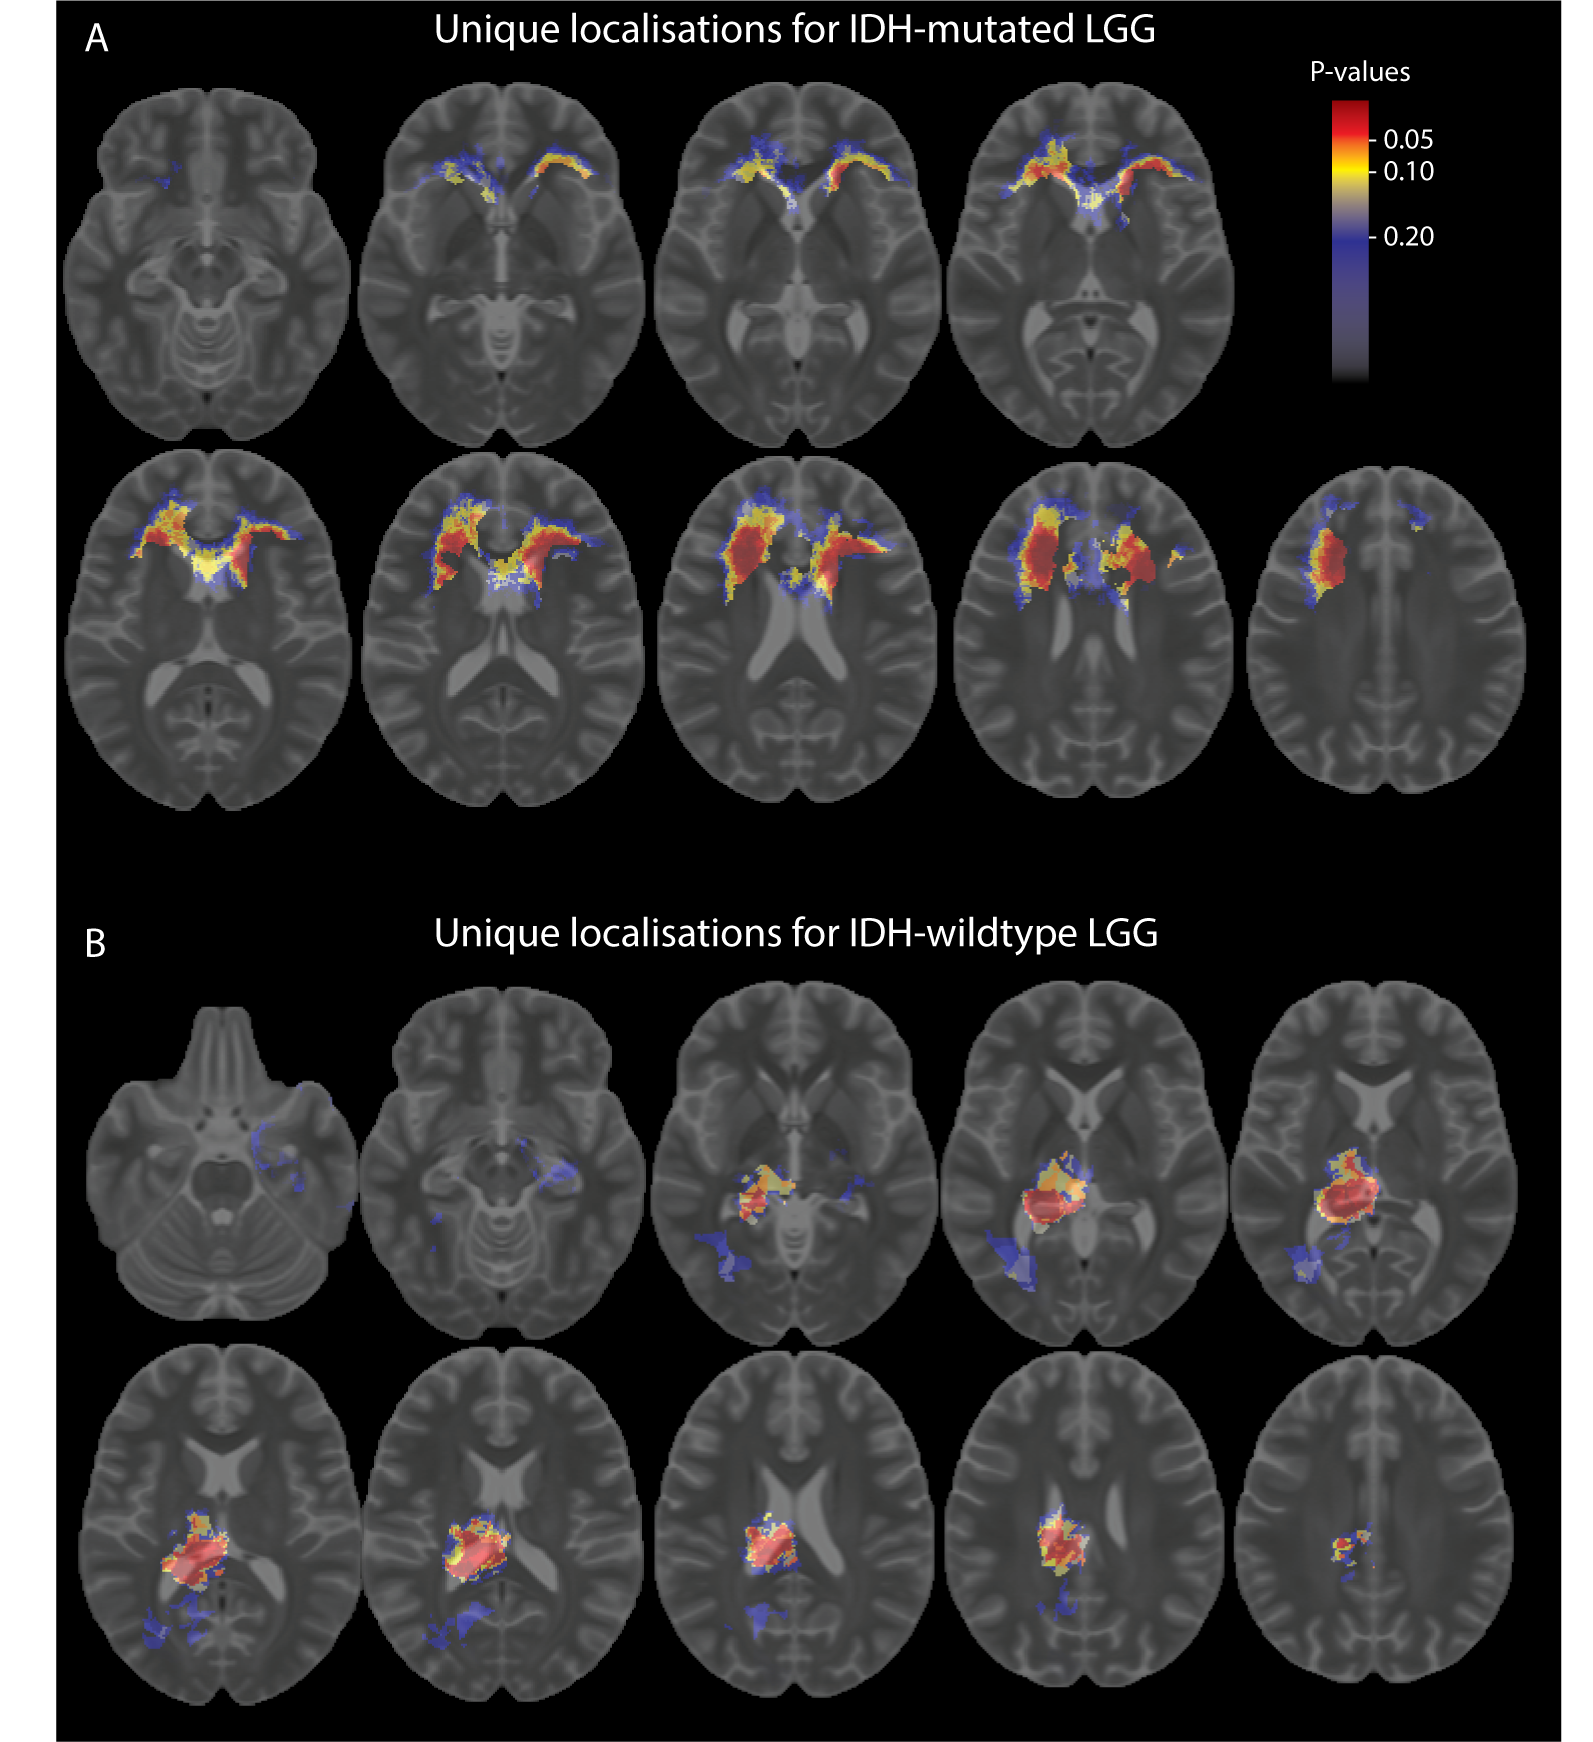 A
Unique localisations for IDH-mutated LGG
P-values
0.05
0.10
0.20
B
Unique localisations for IDH-wildtype LGG